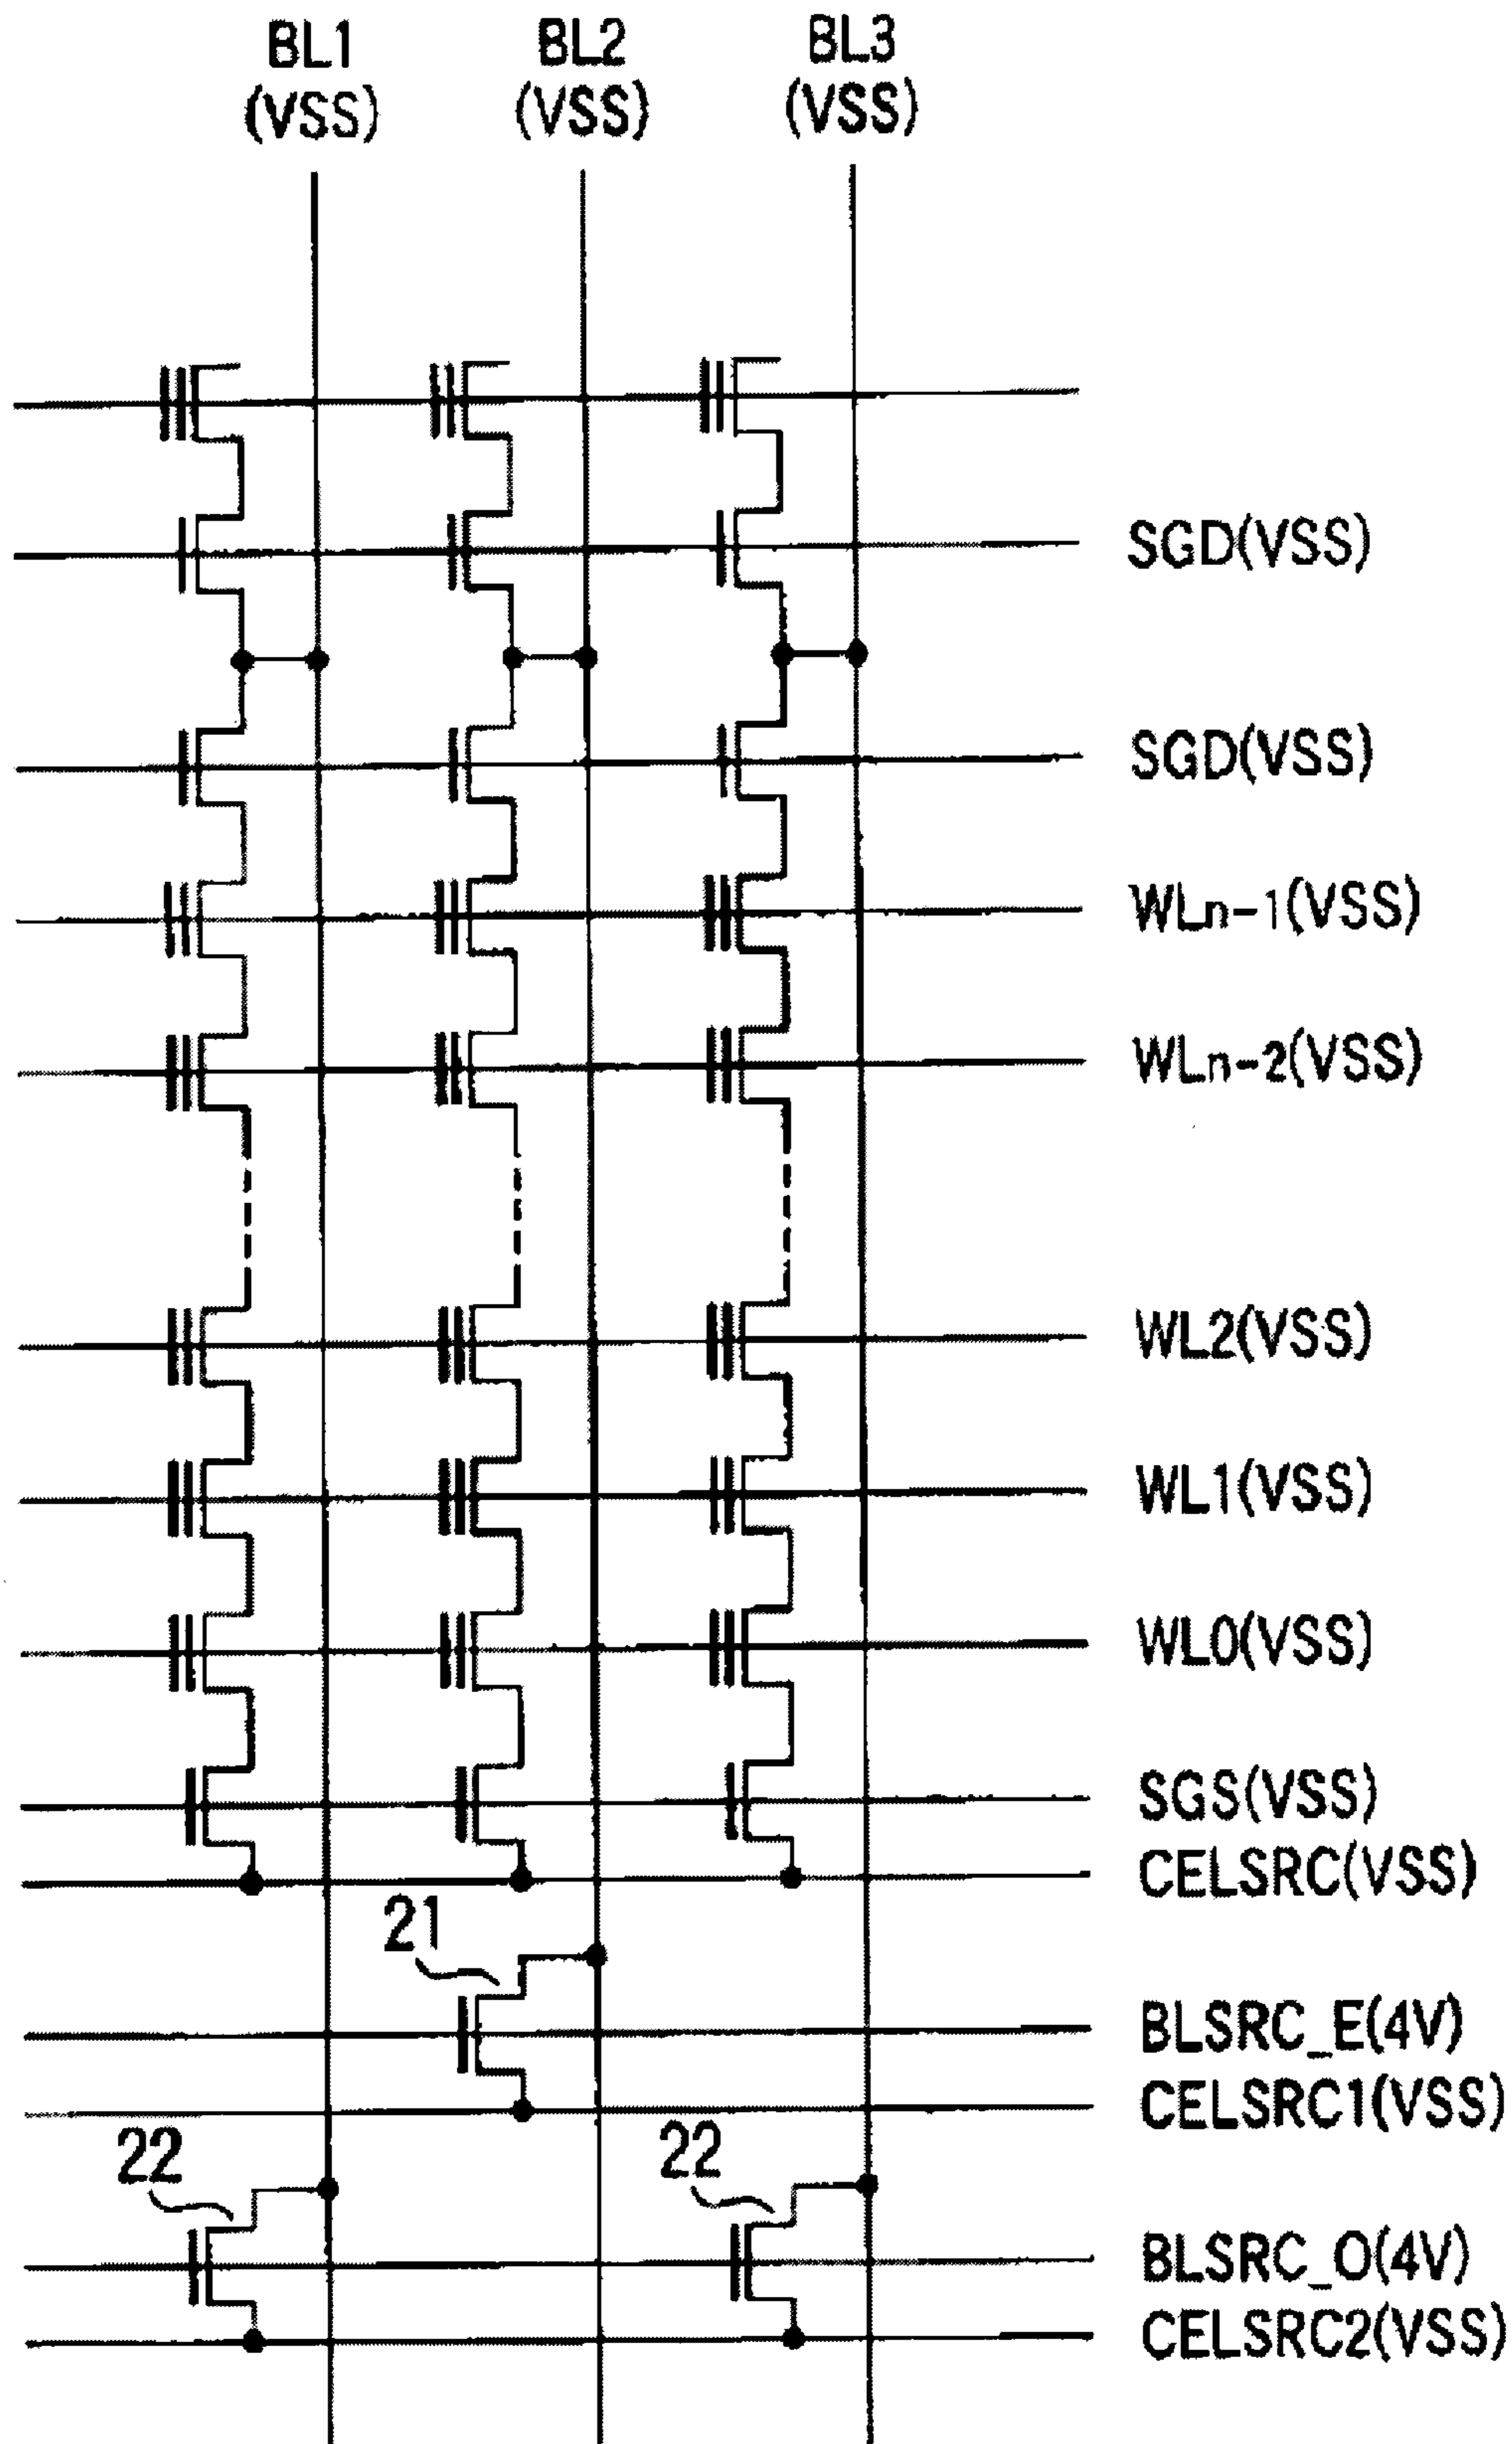 BL1 BL2 BL3
(VSS) (VSS) (VSS)
SGD(VSS)
SGD(VSS)
WLn-1(VSS)
WLn-2(VSS)
WL2(VSS)
WL1(VSS)
WL0(VSS)
SGS(VSS)
CELSRC(VSS)
21
BLSRC_E(4V)
CELSRC1(VSS)
22 22
BLSRC_O(4V)
CELSRC2(VSS)